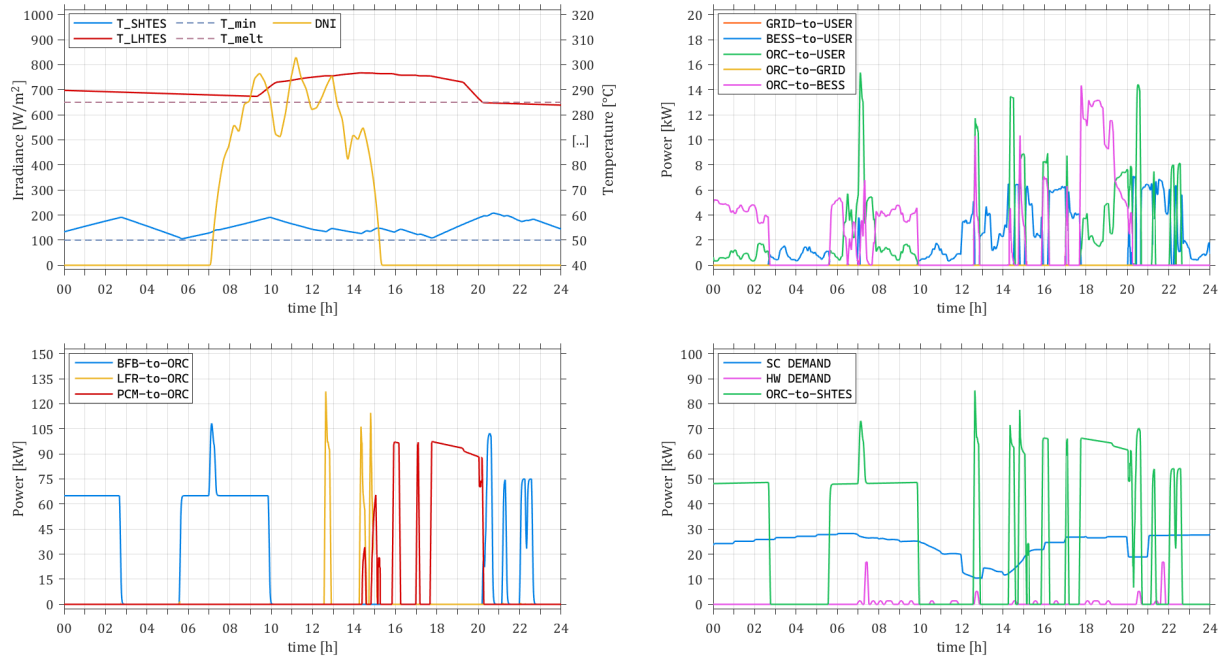 T_SHTES T_min DNI
T_LHTES T_melt
1000
900
800
700
600
500
400
300
200
100
0
Irradiance [W/m²]
320
310
300
290
280
[...]
80
70
60
50
40
Temperature [°C]
00 02 04 06 08 10 12 14 16 18 20 22 24
time [h]
GRID-to-USER
BESS-to-USER
ORC-to-USER
ORC-to-GRID
ORC-to-BESS
20
18
16
14
12
10
8
6
4
2
0
Power [kW]
00 02 04 06 08 10 12 14 16 18 20 22 24
time [h]
BFB-to-ORC
LFR-to-ORC
PCM-to-ORC
150
135
120
105
90
75
60
45
30
15
0
Power [kW]
00 02 04 06 08 10 12 14 16 18 20 22 24
time [h]
SC DEMAND
HW DEMAND
ORC-to-SHTES
100
90
80
70
60
50
40
30
20
10
0
Power [kW]
00 02 04 06 08 10 12 14 16 18 20 22 24
time [h]